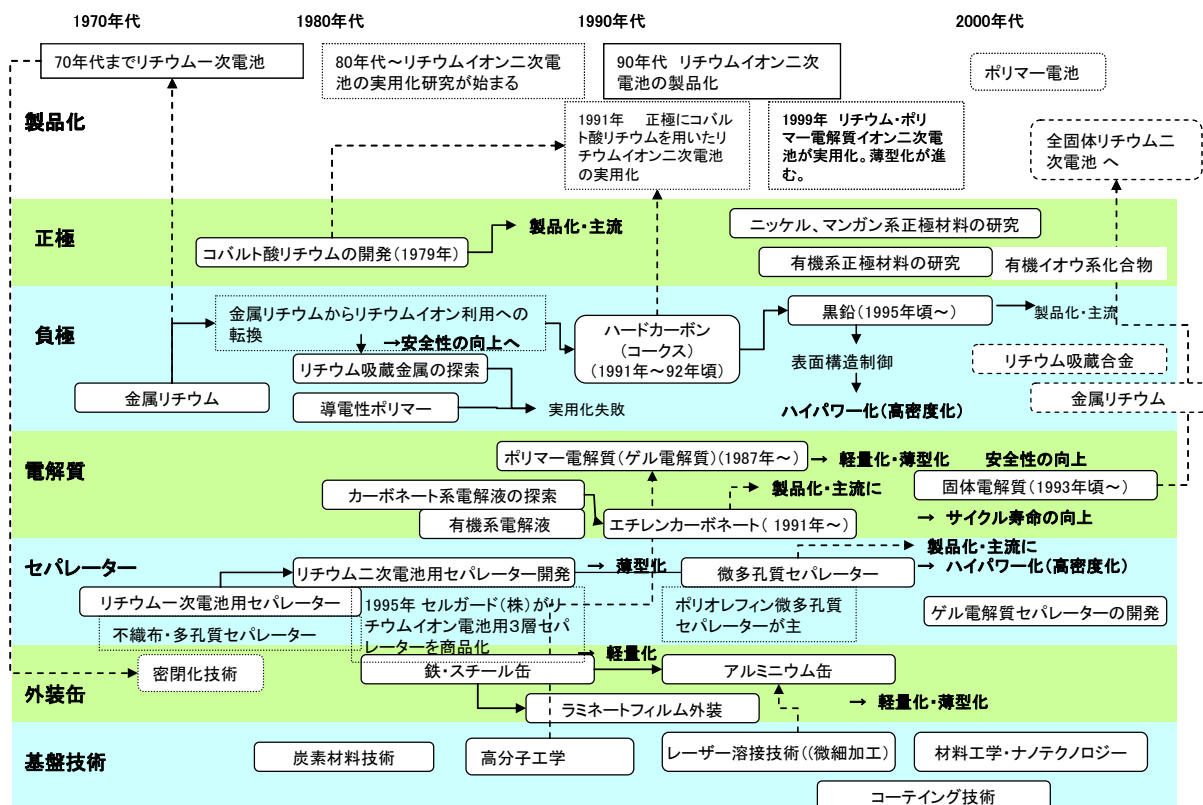 1970年代
1980年代
1990年代
2000年代
70年代までリチウム一次電池
80年代～リチウムイオン二次電
池の実用化研究が始まる
90年代　リチウムイオン二次
電池の製品化
ポリマー電池
製品化
1991年　正極にコバル
ト酸リチウムを用いたリ
チウムイオン二次電池
の実用化
1999年 リチウム・ポリ
マー電解質イオン二次電
池が実用化。薄型化が進
む。
全固体リチウム二
次電池 へ
正極
コバルト酸リチウムの開発（1979年）
製品化・主流
ニッケル、マンガン系正極材料の研究
有機系正極材料の研究
有機イオウ系化合物
負極
金属リチウムからリチウムイオン利用への
転換
→安全性の向上へ
ハードカーボン
（コークス）
（1991年～92年頃）
黒鉛（1995年頃～）
製品化・主流
表面構造制御
リチウム吸蔵合金
リチウム吸蔵金属の探索
金属リチウム
導電性ポリマー
実用化失敗
ハイパワー化（高密度化）
金属リチウム
電解質
ポリマー電解質（ゲル電解質）（1987年～）
→ 軽量化・薄型化
安全性の向上
カーボネート系電解液の探索
製品化・主流に
固体電解質（1993年頃～）
有機系電解液
エチレンカーボネート（ 1991年～）
→ サイクル寿命の向上
セパレーター
製品化・主流に
リチウム二次電池用セパレーター開発
→ 薄型化
微多孔質セパレーター
→ ハイパワー化（高密度化）
リチウム一次電池用セパレーター
1995年 セルガード（株）がリ
チウムイオン電池用３層セパ
レーターを商品化
ポリオレフィン微多孔質
セパレーターが主
ゲル電解質セパレーターの開発
不織布・多孔質セパレーター
→ 軽量化
外装缶
密閉化技術
鉄・スチール缶
アルミニウム缶
ラミネートフィルム外装
→ 軽量化・薄型化
基盤技術
炭素材料技術
高分子工学
レーザー溶接技術（（微細加工）
材料工学・ナノテクノロジー
コーテイング技術